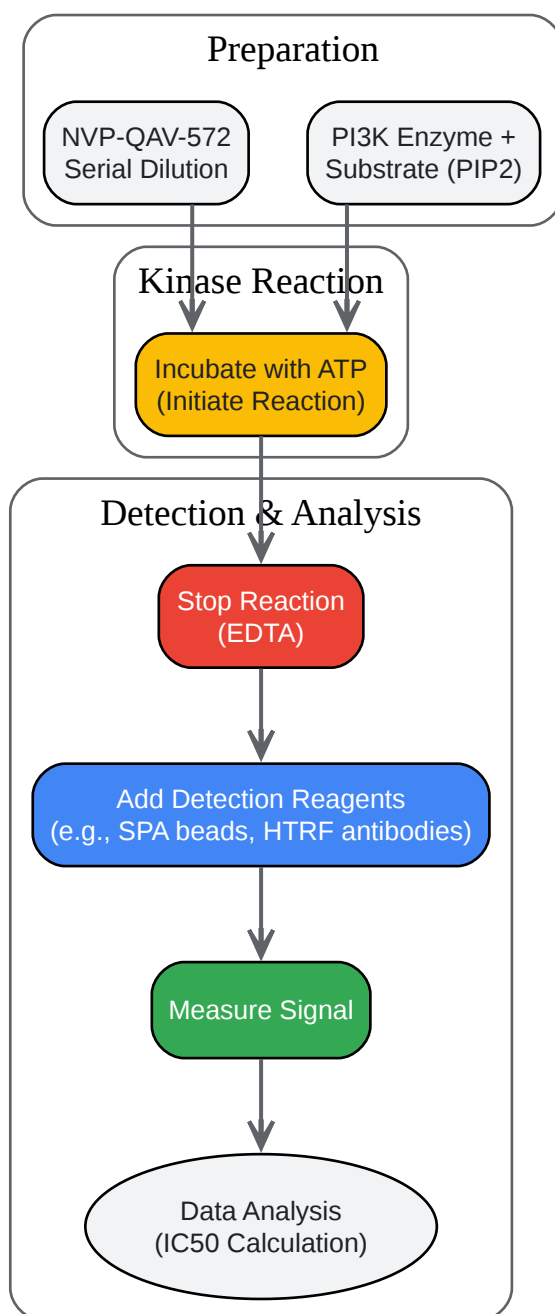 Preparation
NVP-QAV-572
Serial Dilution
PI3K Enzyme +
Substrate (PIP2)
Kinase Reaction
Incubate with ATP
(Initiate Reaction)
Detection & Analysis
Stop Reaction
(EDTA)
Add Detection Reagents
(e.g., SPA beads, HTRF antibodies)
Measure Signal
Data Analysis
(IC50 Calculation)